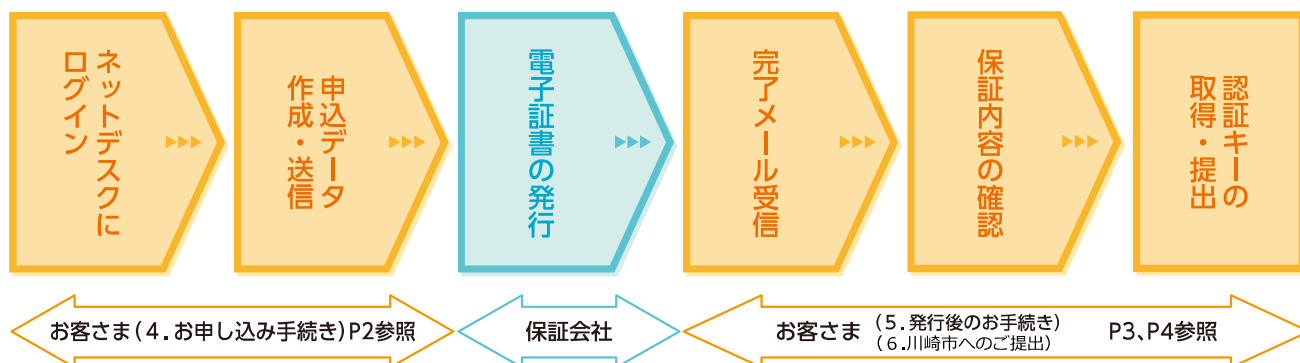 ネットデスクに
ログイン
申込データ
作成・送信
電子証書の発行
完了メール受信
保証内容の確認
認証キーの
取得・提出
お客さま(4.お申し込み手続き)P2参照
保証会社
お客さま
(5.発行後のお手続き)
(6.川崎市へのご提出)
P3、P4参照